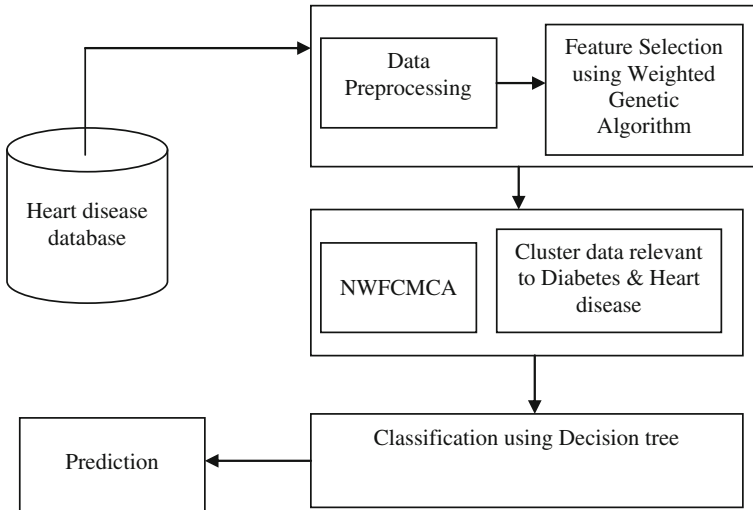 Data
Preprocessing
Feature Selection
using Weighted
Genetic
Algorithm
Heart disease
database
NWFCMCA
Cluster data relevant
to Diabetes & Heart
disease
Classification using Decision tree
Prediction